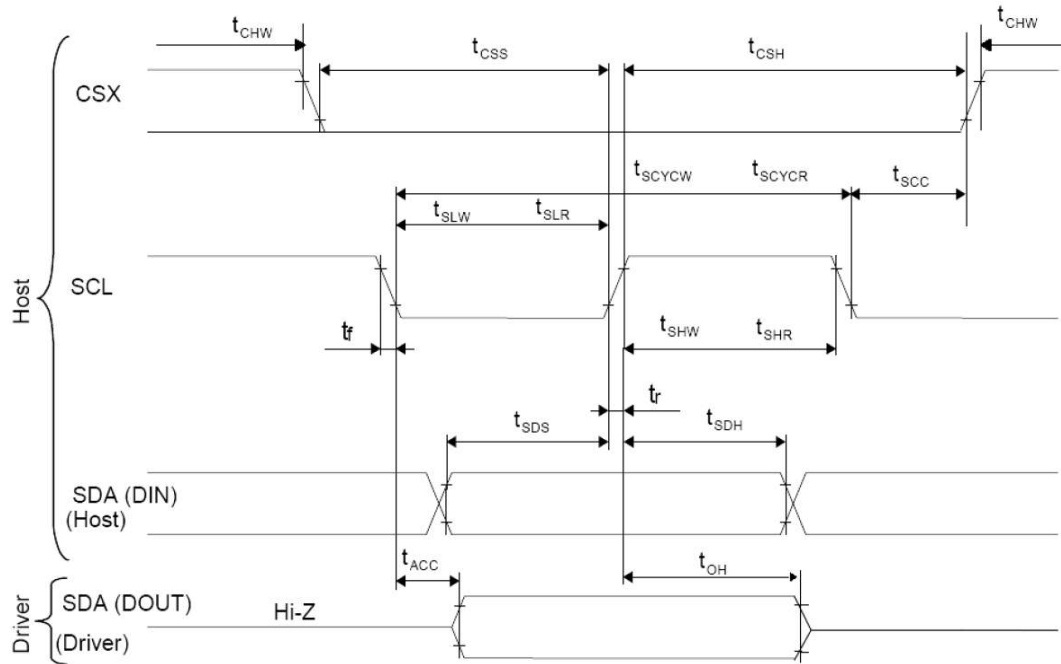 tCHW
tCSS
tCSH
tCHW
CSX
tSCYCW
tSCYCR
tSCC
tSLW
tSLR
Host
SCL
tf
tSHW
tSHR
tr
tSDS
tSDH
SDA (DIN)
(Host)
tACC
tOH
Driver
SDA (DOUT)
Hi-Z
(Driver)